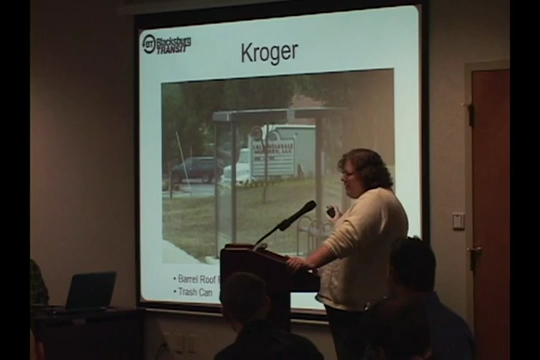 BT Blacksburg
TRANSIT
Kroger
• Barrel Roof
• Trash Can